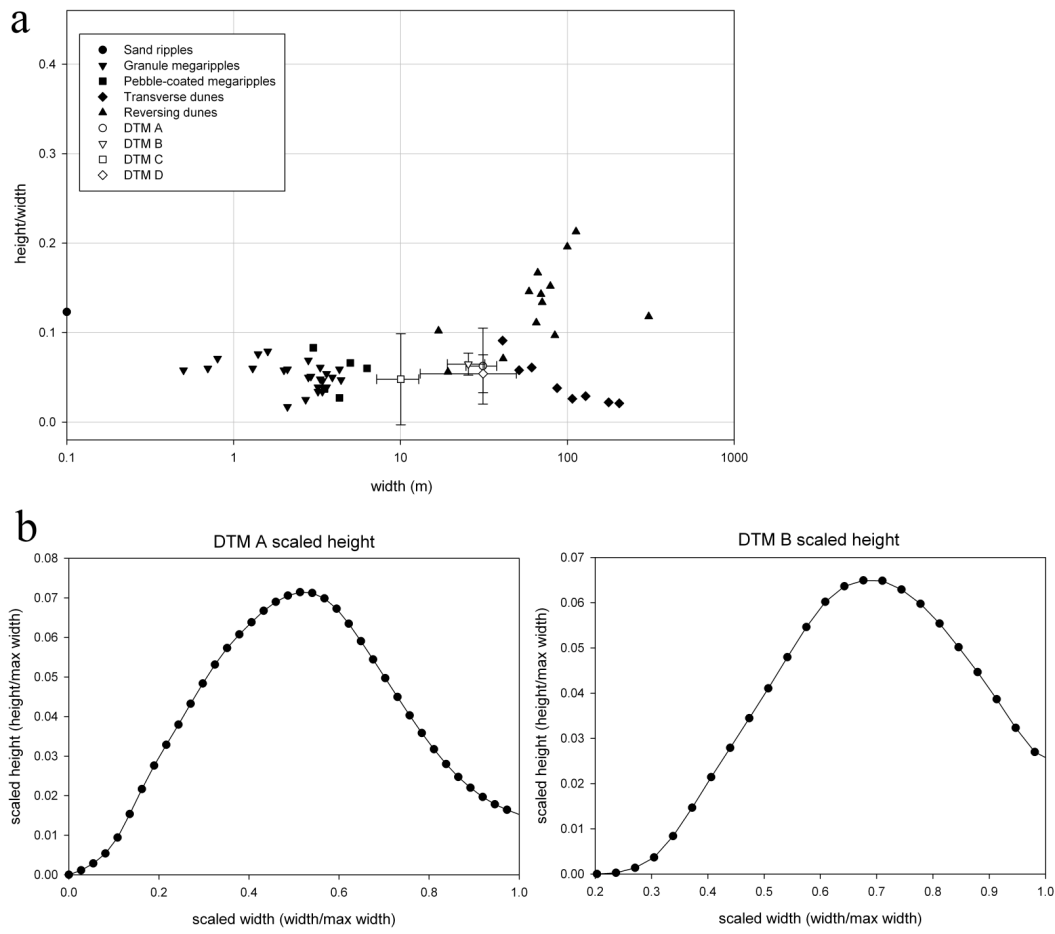 a
Sand ripples
Granule megaripples
Pebble-coated megaripples
Transverse dunes
Reversing dunes
DTM A
DTM B
DTM C
DTM D
0.4
0.3
0.2
0.1
0.0
height/width
0.1 1 10 100 1000
width (m)
b
DTM A scaled height
0.08
0.07
0.06
0.05
0.04
0.03
0.02
0.01
0.00
scaled height (height/max width)
0.0 0.2 0.4 0.6 0.8 1.0
scaled width (width/max width)
DTM B scaled height
0.07
0.06
0.05
0.04
0.03
0.02
0.01
0.00
scaled height (height/max width)
0.2 0.3 0.4 0.5 0.6 0.7 0.8 0.9 1.0
scaled width (width/max width)